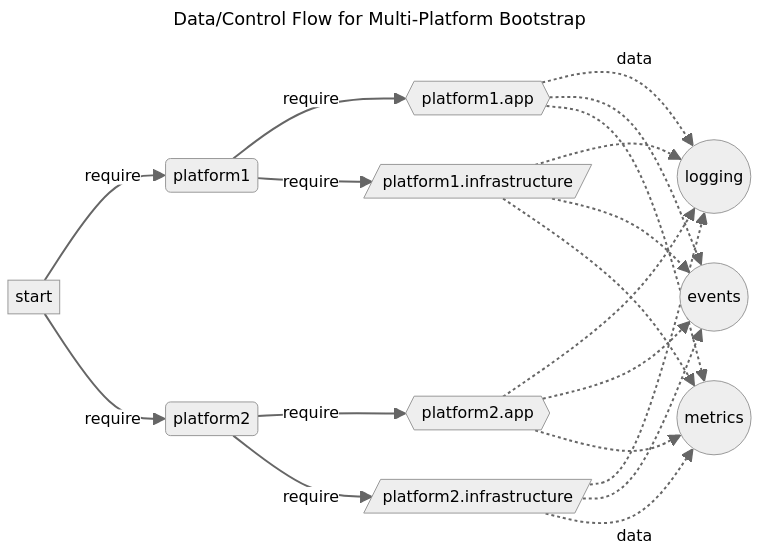 Data/Control Flow for Multi-Platform Bootstrap
data
require
platform1.app
require
platform1
require
platform1.infrastructure
logging
start
events
require
platform2
require
platform2.app
metrics
require
platform2.infrastructure
data